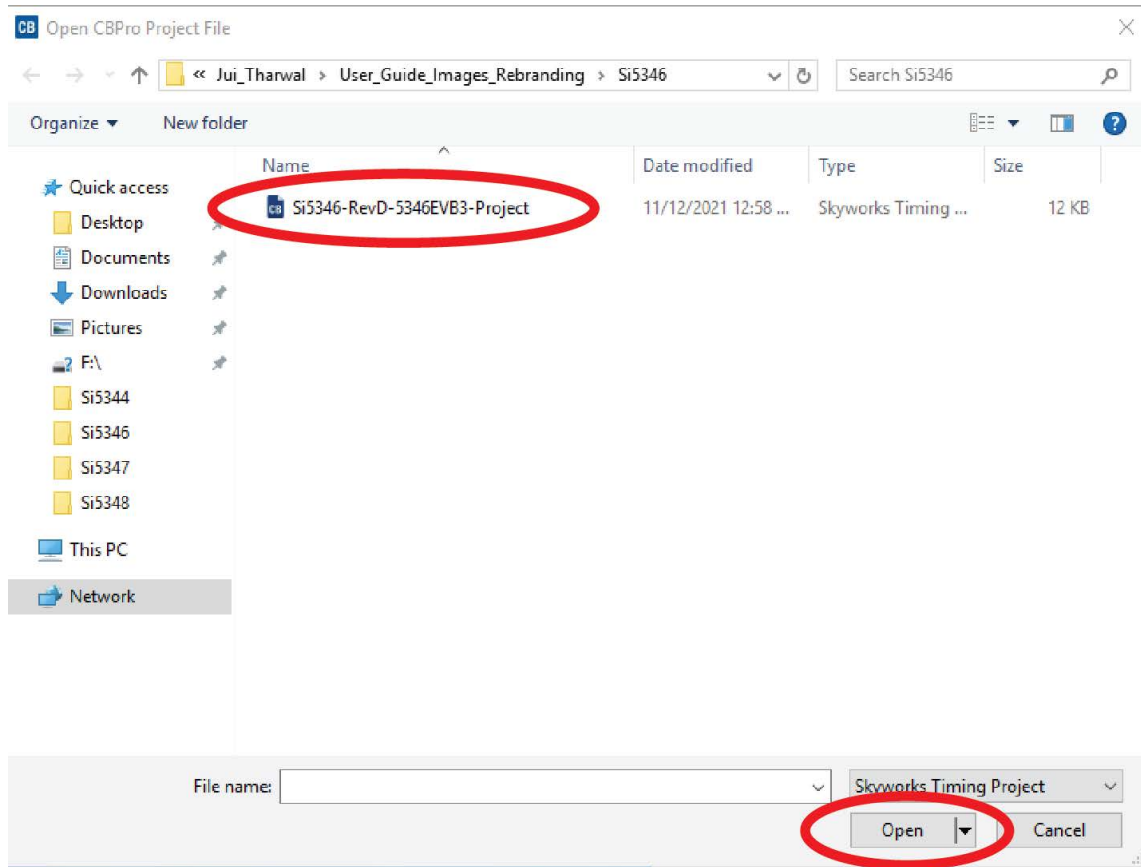 CB Open CBPro Project File
« Jui_Tharwal > User_Guide_Images_Rebranding > Si5346
Search Si5346
Organize New folder
?
Name Date modified Type Size
CB Si5346-RevD-5346EVB3-Project 11/12/2021 12:58 ... Skyworks Timing ... 12 KB
Quick access
Desktop
Documents
Downloads
Pictures
F:\
Si5344
Si5346
Si5347
Si5348
This PC
Network
File name:
Skyworks Timing Project
Open Cancel